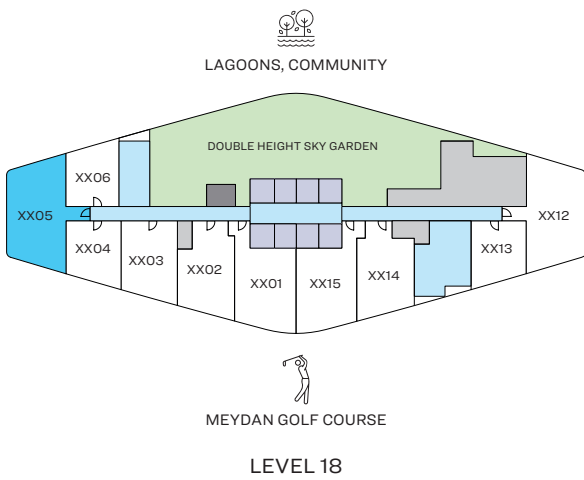 LAGOONS, COMMUNITY
DOUBLE HEIGHT SKY GARDEN
XX06
XX05
XX12
XX04
XX03
XX02
XX01
XX15
XX14
XX13
MEYDAN GOLF COURSE
LEVEL 18